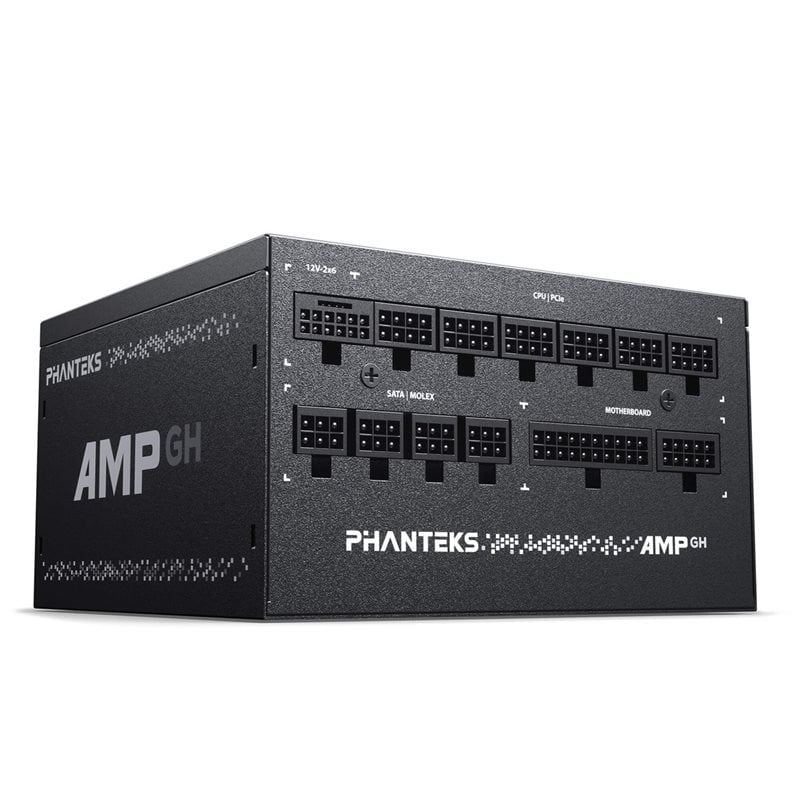 PHANTEKS
AMP GH
12V-2x6
CPU | PCIe
SATA | MOLEX
MOTHERBOARD
PHANTEKS AMP GH